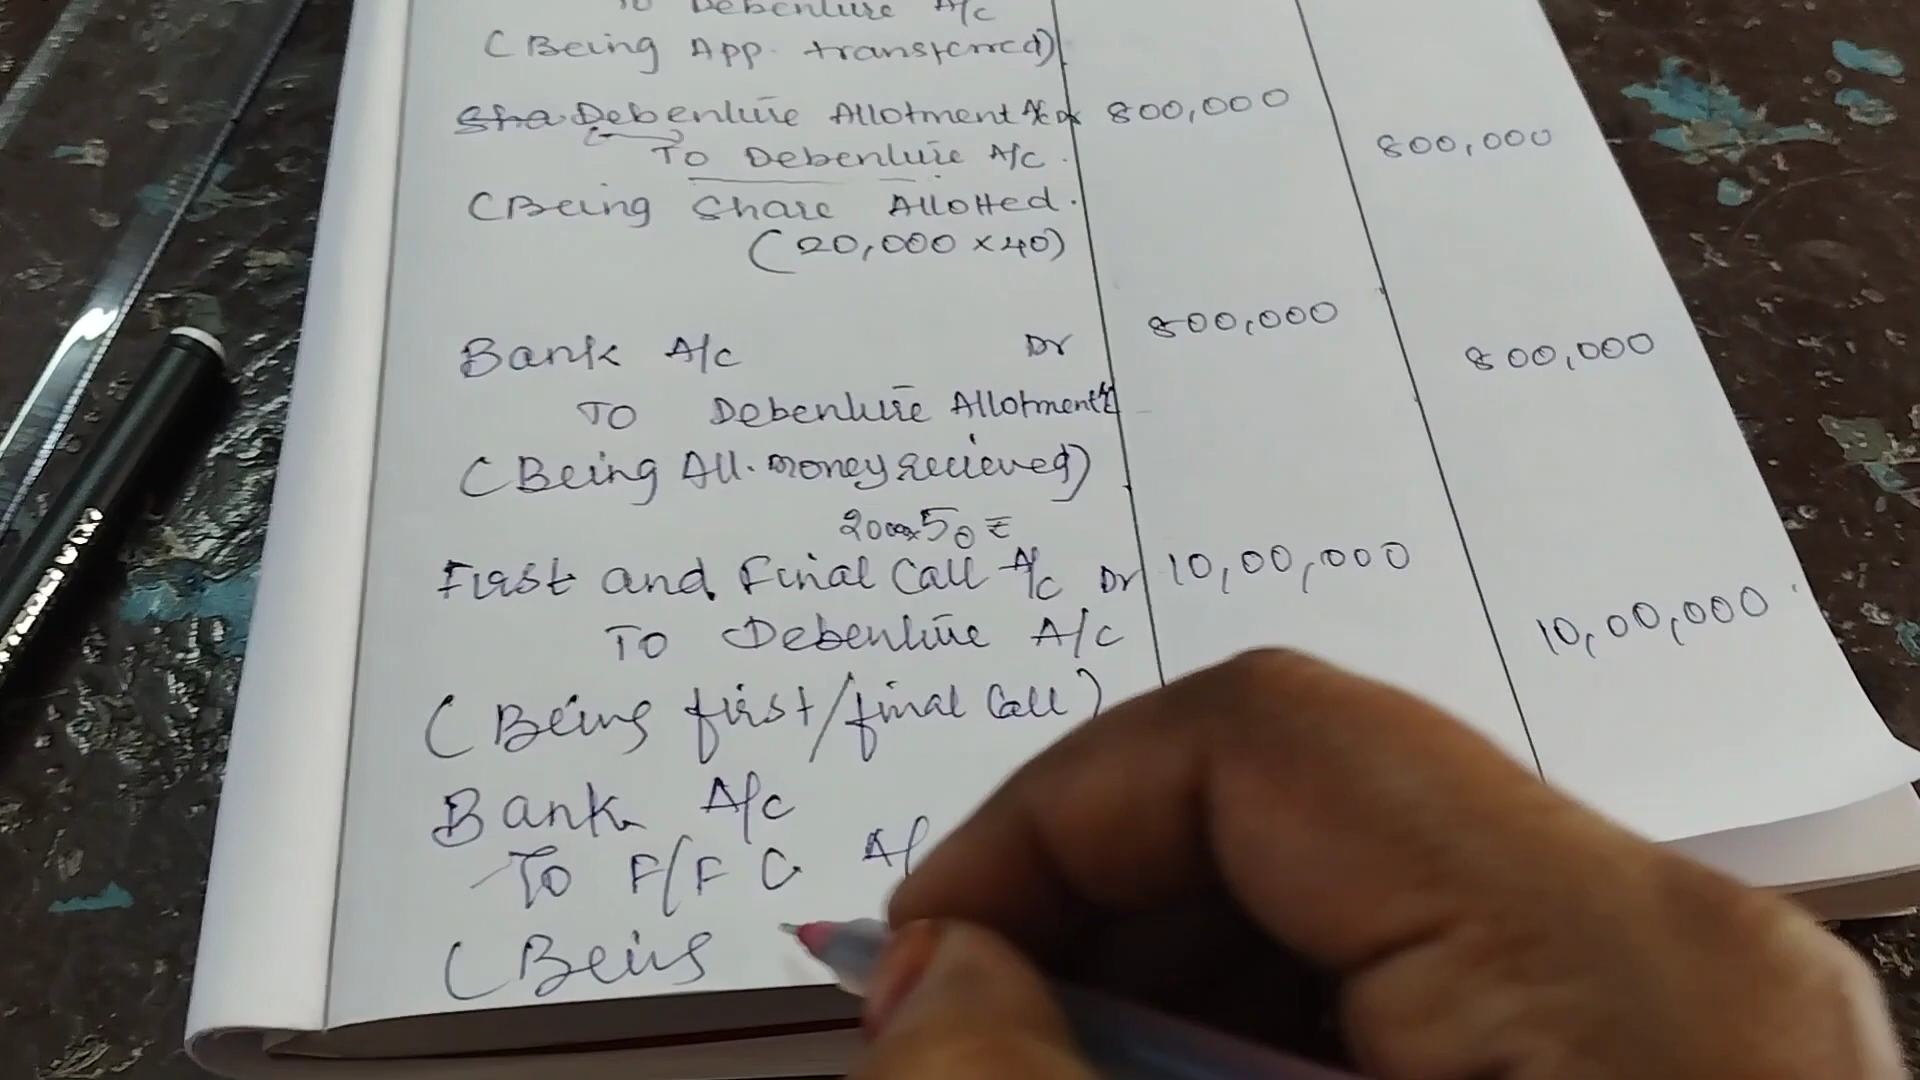 To Debenture A/c
(Being App. transferred)
Sha Debenture Allotment A/c Dr 800,000
To Debenture A/c. 800,000
(Being Share Allotted.
(20,000 x 40)
Bank A/c Dr 800,000
To Debenture Allotment A/c 800,000
(Being All. money recieved)
20000x50 ₹
First and Final Call A/c Dr 10,00,000
To Debenture A/c 10,00,000
(Being first/final Call)
Bank A/c
To F/F C A/
(Being